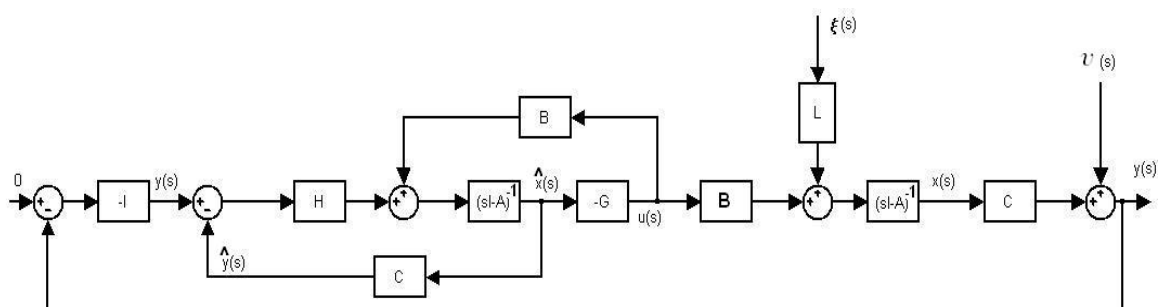 ξ(s)
υ (s)
L
B
0
-I
y(s)
H
(sI-A)⁻¹
x̂(s)
-G
u(s)
B
(sI-A)⁻¹
x(s)
C
y(s)
ŷ(s)
C